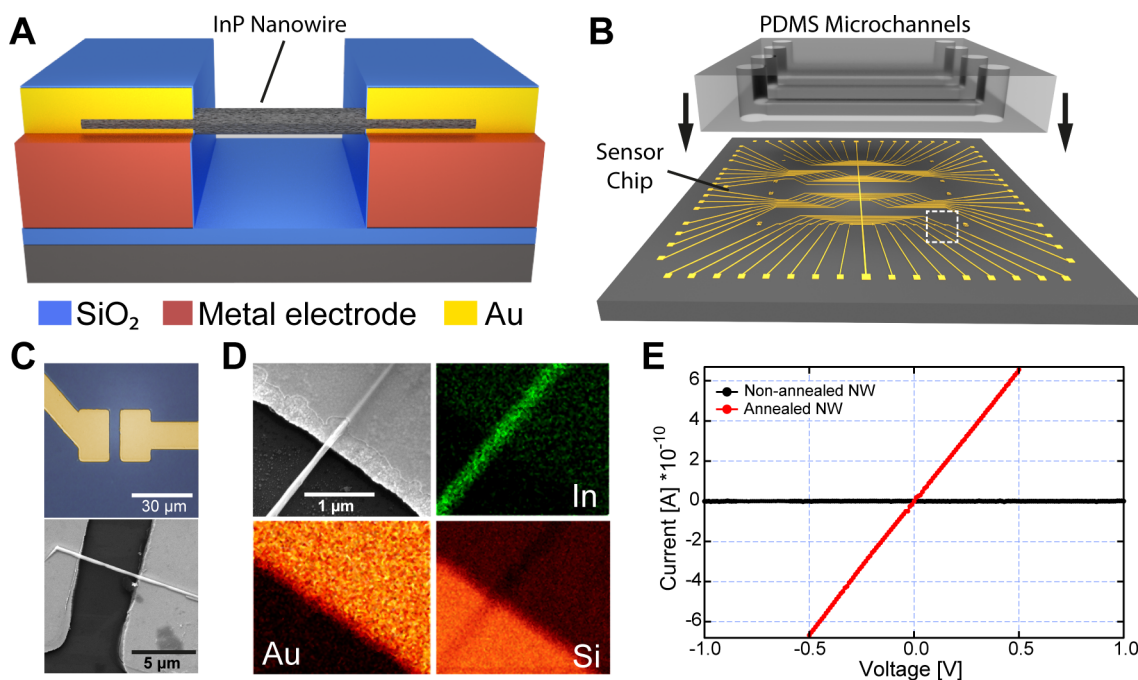 A
InP Nanowire
SiO₂
Metal electrode
Au
B
PDMS Microchannels
Sensor
Chip
C
30 µm
5 µm
D
1 µm
In
Au
Si
E
Non-annealed NW
Annealed NW
Current [A] *10⁻¹⁰
6
4
2
0
-2
-4
-6
-1.0
-0.5
0.0
0.5
1.0
Voltage [V]